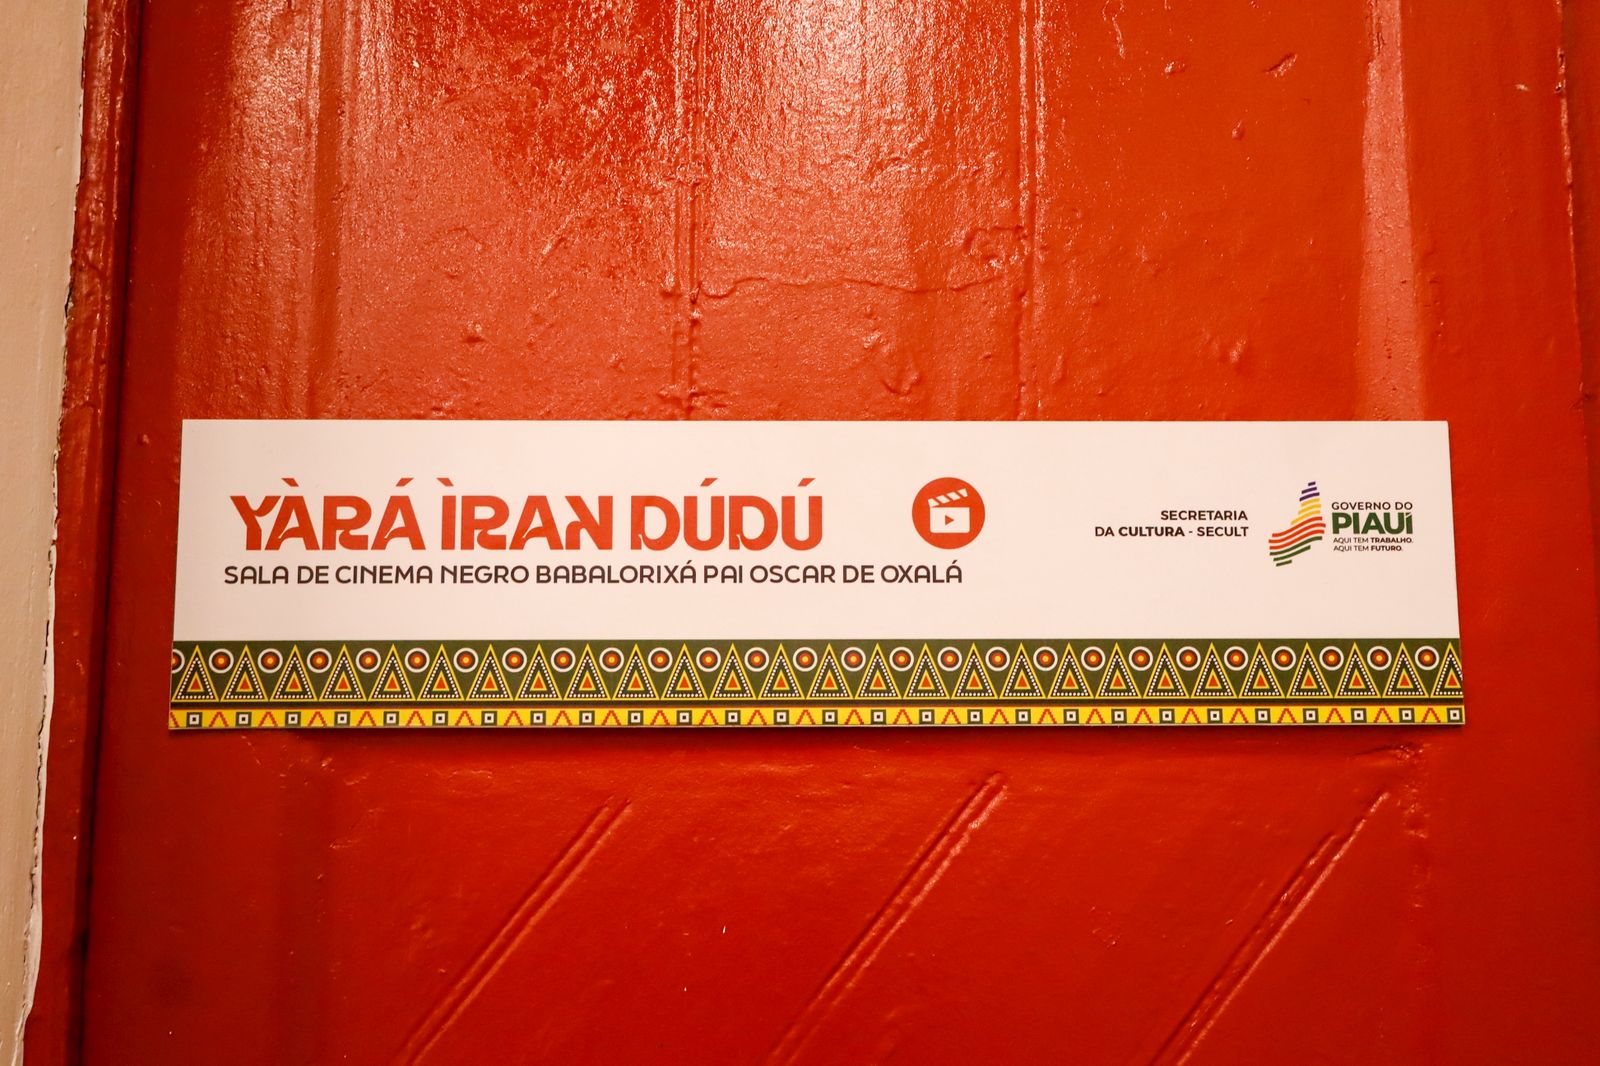 YÀRÁ ÌRAN DÚDÚ
SALA DE CINEMA NEGRO BABALORIXÁ PAI OSCAR DE OXALÁ
SECRETARIA
DA CULTURA - SECULT
GOVERNO DO
PIAUÍ
AQUI TEM TRABALHO.
AQUI TEM FUTURO.